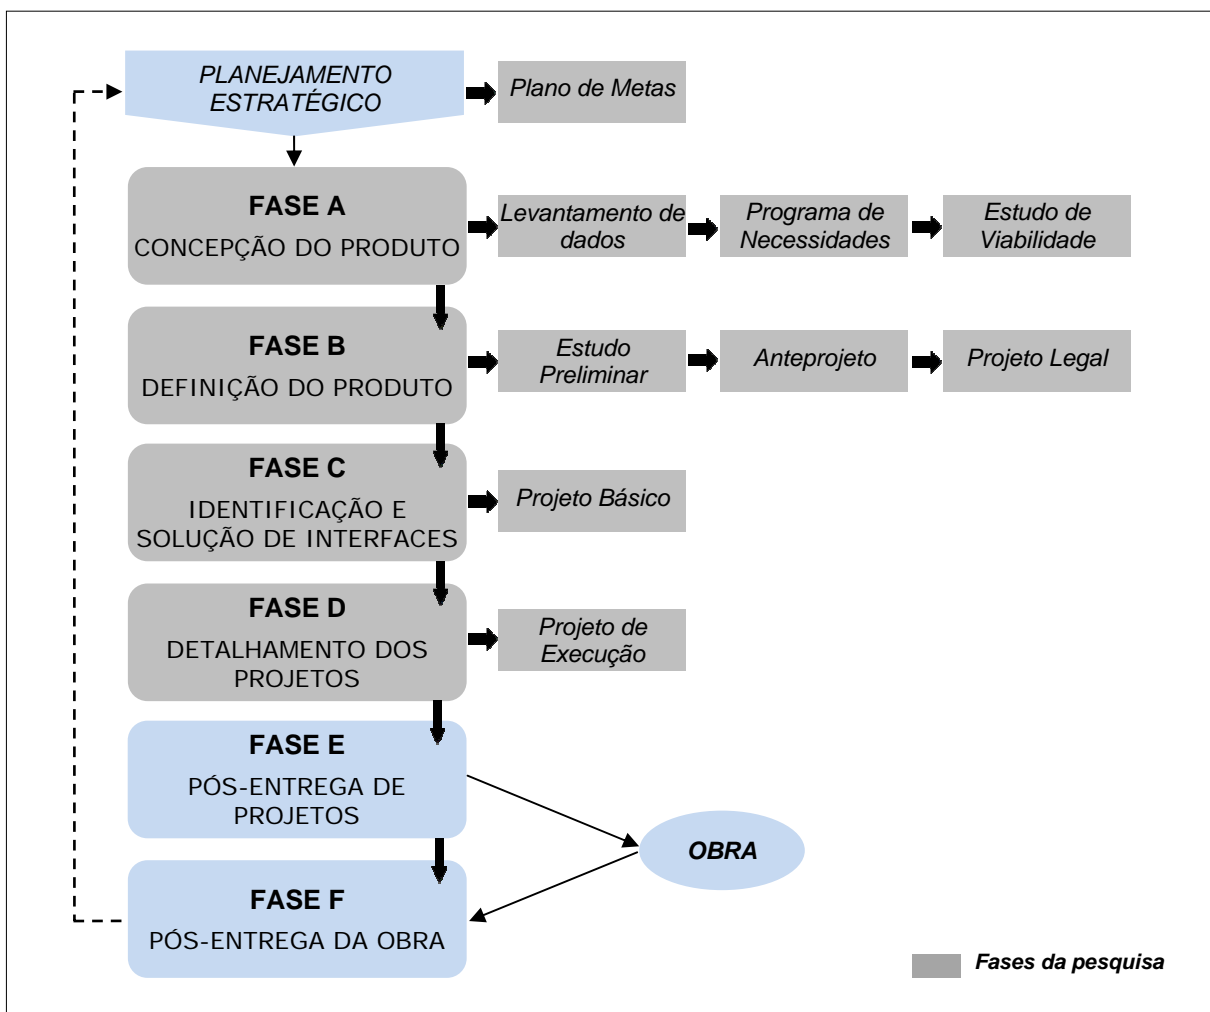 PLANEJAMENTO
ESTRATÉGICO
Plano de Metas
FASE A
CONCEPÇÃO DO PRODUTO
Levantamento de
dados
Programa de
Necessidades
Estudo de
Viabilidade
FASE B
DEFINIÇÃO DO PRODUTO
Estudo
Preliminar
Anteprojeto
Projeto Legal
FASE C
IDENTIFICAÇÃO E
SOLUÇÃO DE INTERFACES
Projeto Básico
FASE D
DETALHAMENTO DOS
PROJETOS
Projeto de
Execução
FASE E
PÓS-ENTREGA DE
PROJETOS
OBRA
FASE F
PÓS-ENTREGA DA OBRA
Fases da pesquisa